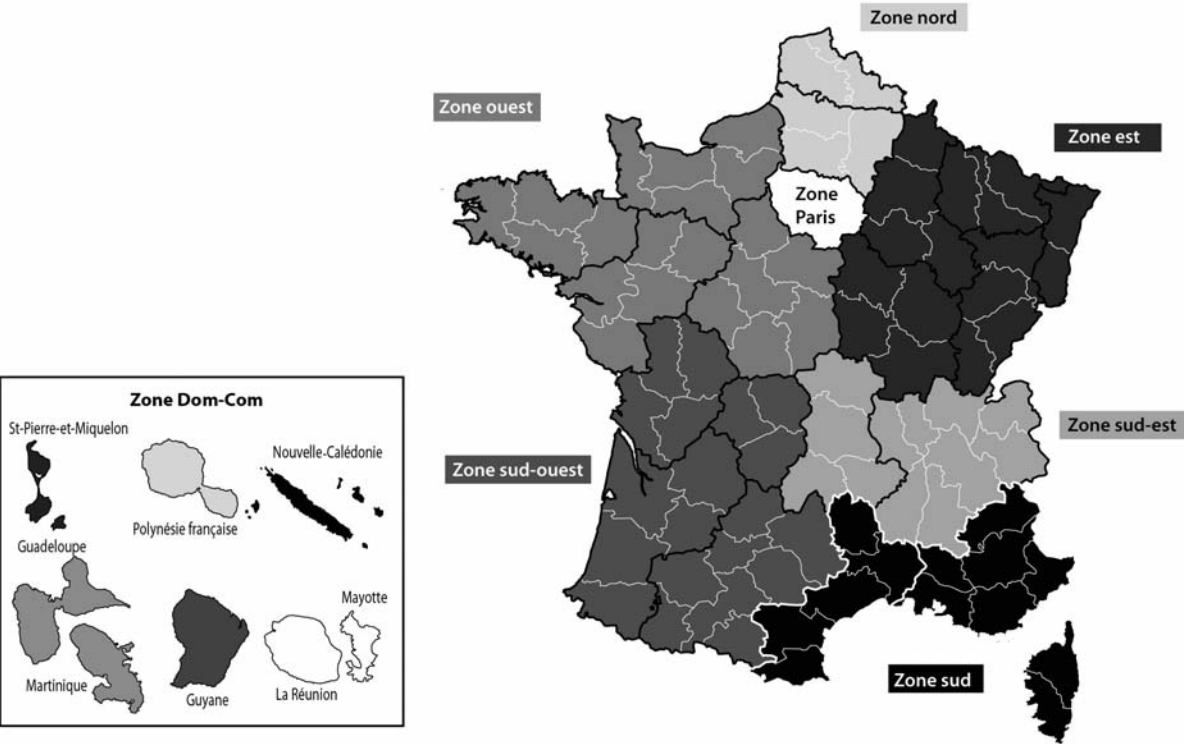 Zone nord
Zone ouest
Zone est
Zone
Paris
Zone Dom-Com
St-Pierre-et-Miquelon
Nouvelle-Calédonie
Polynésie française
Guadeloupe
Mayotte
Martinique
Guyane
La Réunion
Zone sud-est
Zone sud-ouest
Zone sud